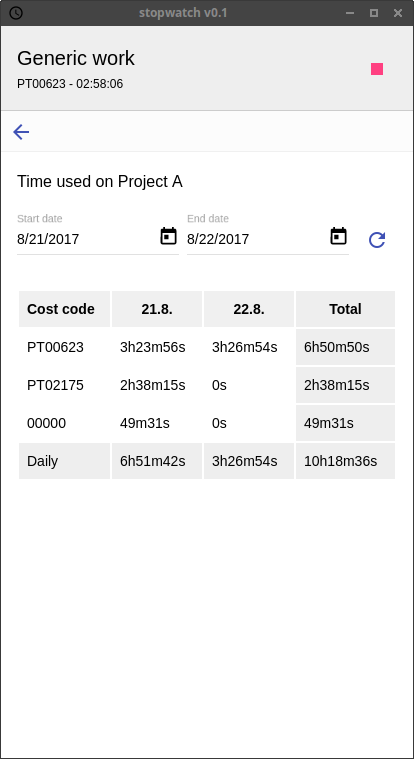 stopwatch v0.1
Generic work
PT00623 - 02:58:06
Time used on Project A
Start date End date
8/21/2017 8/22/2017
Cost code 21.8. 22.8. Total
PT00623 3h23m56s 3h26m54s 6h50m50s
PT02175 2h38m15s 0s 2h38m15s
00000 49m31s 0s 49m31s
Daily 6h51m42s 3h26m54s 10h18m36s